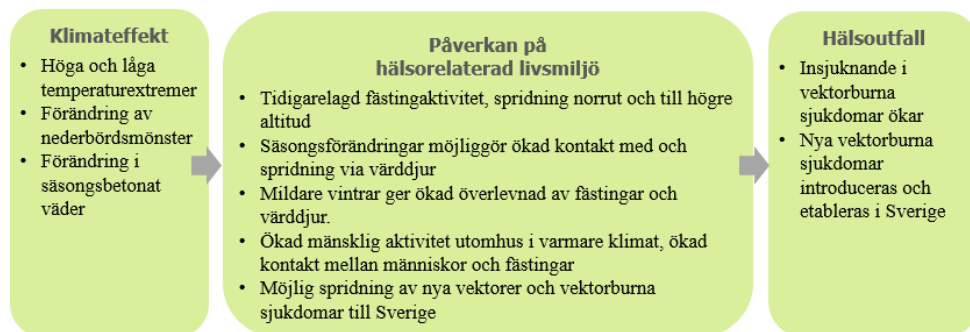 Klimateffekt
• Höga och låga
temperaturextremer
• Förändring av
nederbördsmönster
• Förändring i
säsongsbetonat
väder
Påverkan på
hälsorelaterad livsmiljö
• Tidigarelagd fästingaktivitet, spridning norrut och till högre
altitud
• Säsongsförändringar möjliggör ökad kontakt med och
spridning via värddjur
• Mildare vintrar ger ökad överlevnad av fästingar och
värddjur.
• Ökad mänsklig aktivitet utomhus i varmare klimat, ökad
kontakt mellan människor och fästingar
• Möjlig spridning av nya vektorer och vektorburna
sjukdomar till Sverige
Hälsoutfall
• Insjuknande i
vektorburna
sjukdomar ökar
• Nya vektorburna
sjukdomar
introduceras och
etableras i Sverige